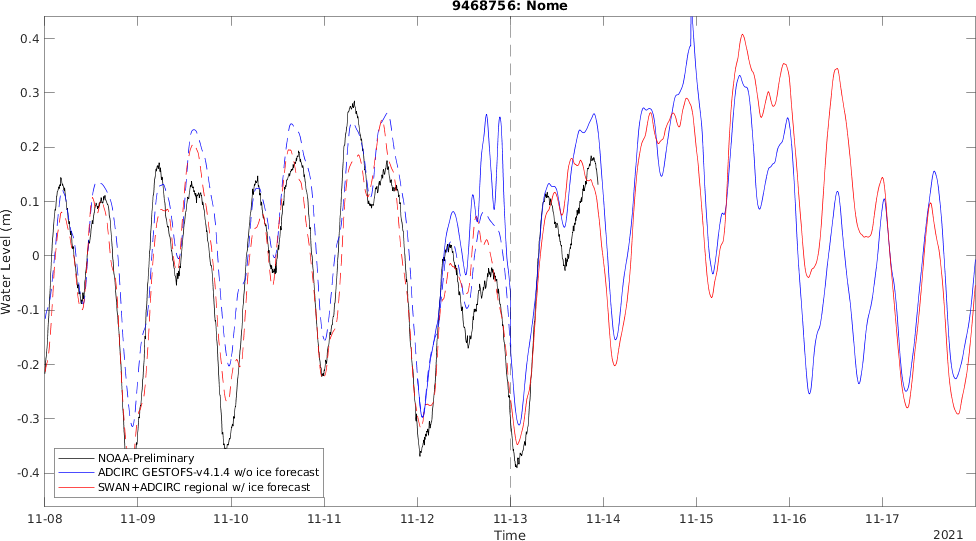 9468756: Nome
0.4
0.3
0.2
0.1
0
-0.1
-0.2
-0.3
-0.4
Water Level (m)
NOAA-Preliminary
ADCIRC GESTOFS-v4.1.4 w/o ice forecast
SWAN+ADCIRC regional w/ ice forecast
11-08 11-09 11-10 11-11 11-12 11-13 11-14 11-15 11-16 11-17
Time
2021